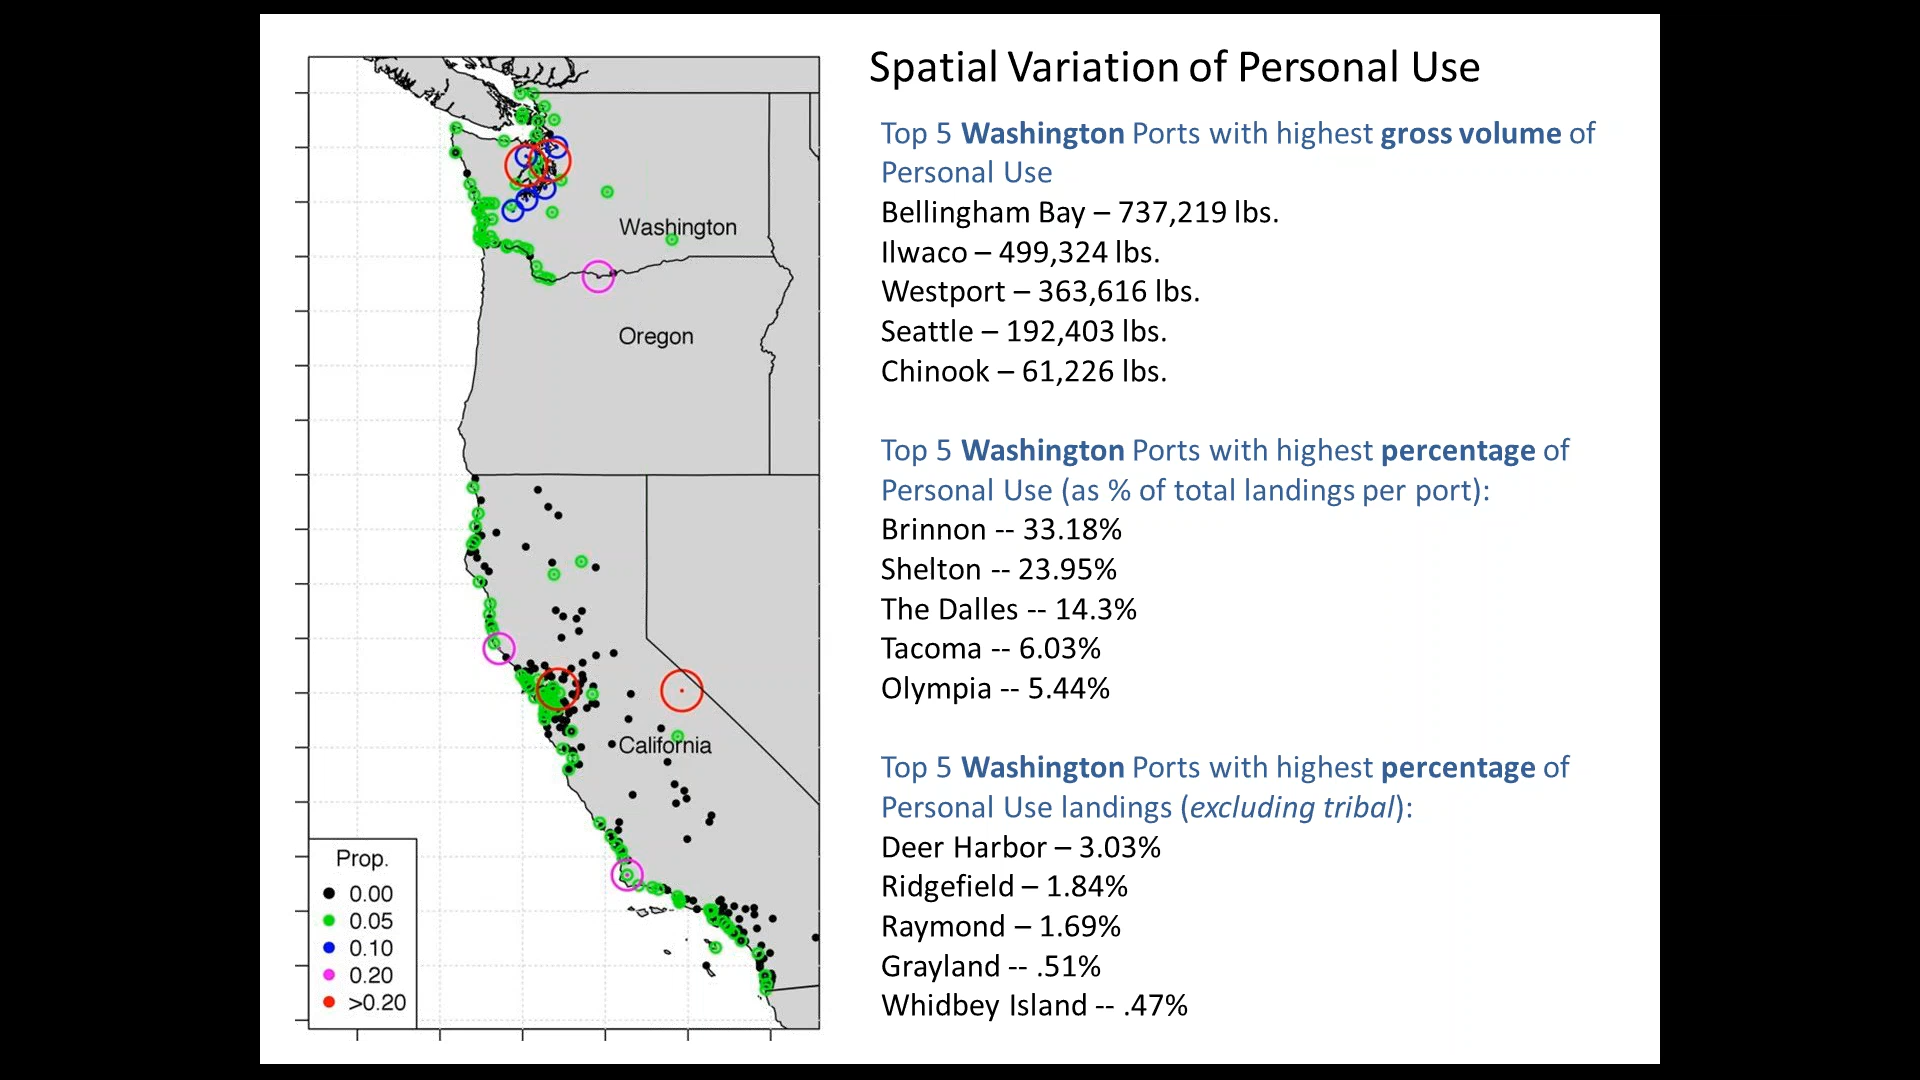 Spatial Variation of Personal Use
Top 5 Washington Ports with highest gross volume of
Personal Use
Bellingham Bay – 737,219 lbs.
Ilwaco – 499,324 lbs.
Westport – 363,616 lbs.
Seattle – 192,403 lbs.
Chinook – 61,226 lbs.
Top 5 Washington Ports with highest percentage of
Personal Use (as % of total landings per port):
Brinnon -- 33.18%
Shelton -- 23.95%
The Dalles -- 14.3%
Tacoma -- 6.03%
Olympia -- 5.44%
Top 5 Washington Ports with highest percentage of
Personal Use landings (excluding tribal):
Deer Harbor – 3.03%
Ridgefield – 1.84%
Raymond – 1.69%
Grayland -- .51%
Whidbey Island -- .47%
Washington
Oregon
California
Prop.
0.00
0.05
0.10
0.20
>0.20